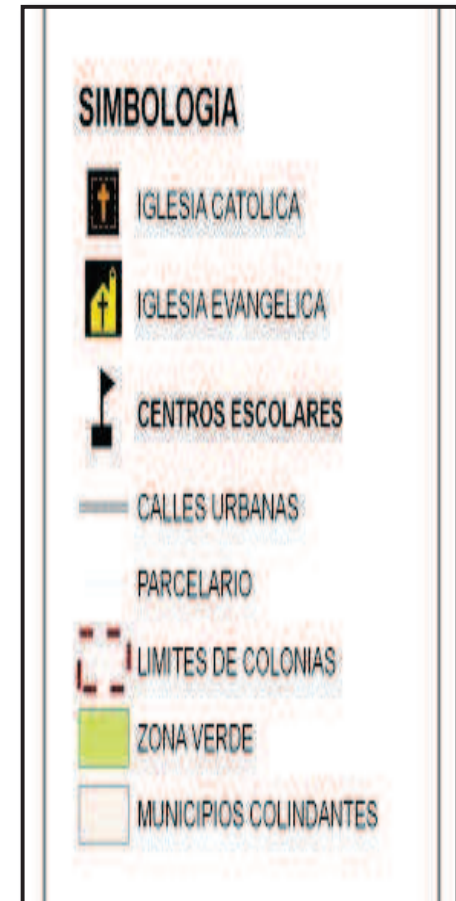 SIMBOLOGIA
IGLESIA CATOLICA
IGLESIA EVANGELICA
CENTROS ESCOLARES
CALLES URBANAS
PARCELARIO
LIMITES DE COLONIAS
ZONA VERDE
MUNICIPIOS COLINDANTES